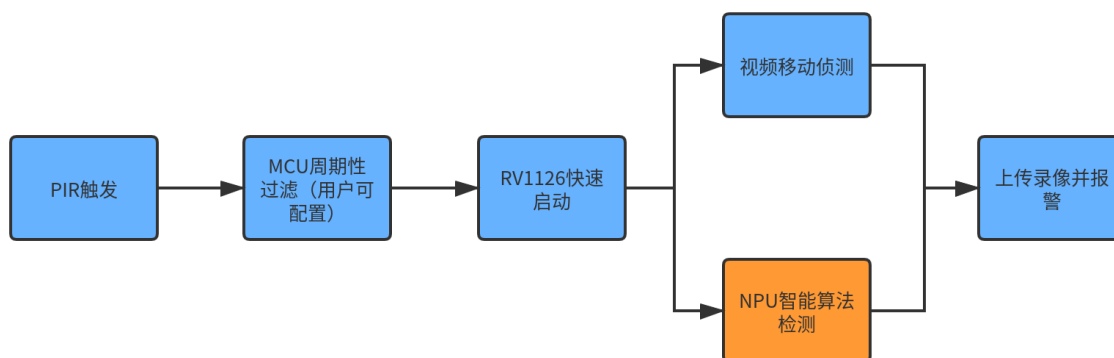 PIR触发
MCU周期性
过滤（用户可
配置）
RV1126快速
启动
视频移动侦测
NPU智能算法
检测
上传录像并报
警